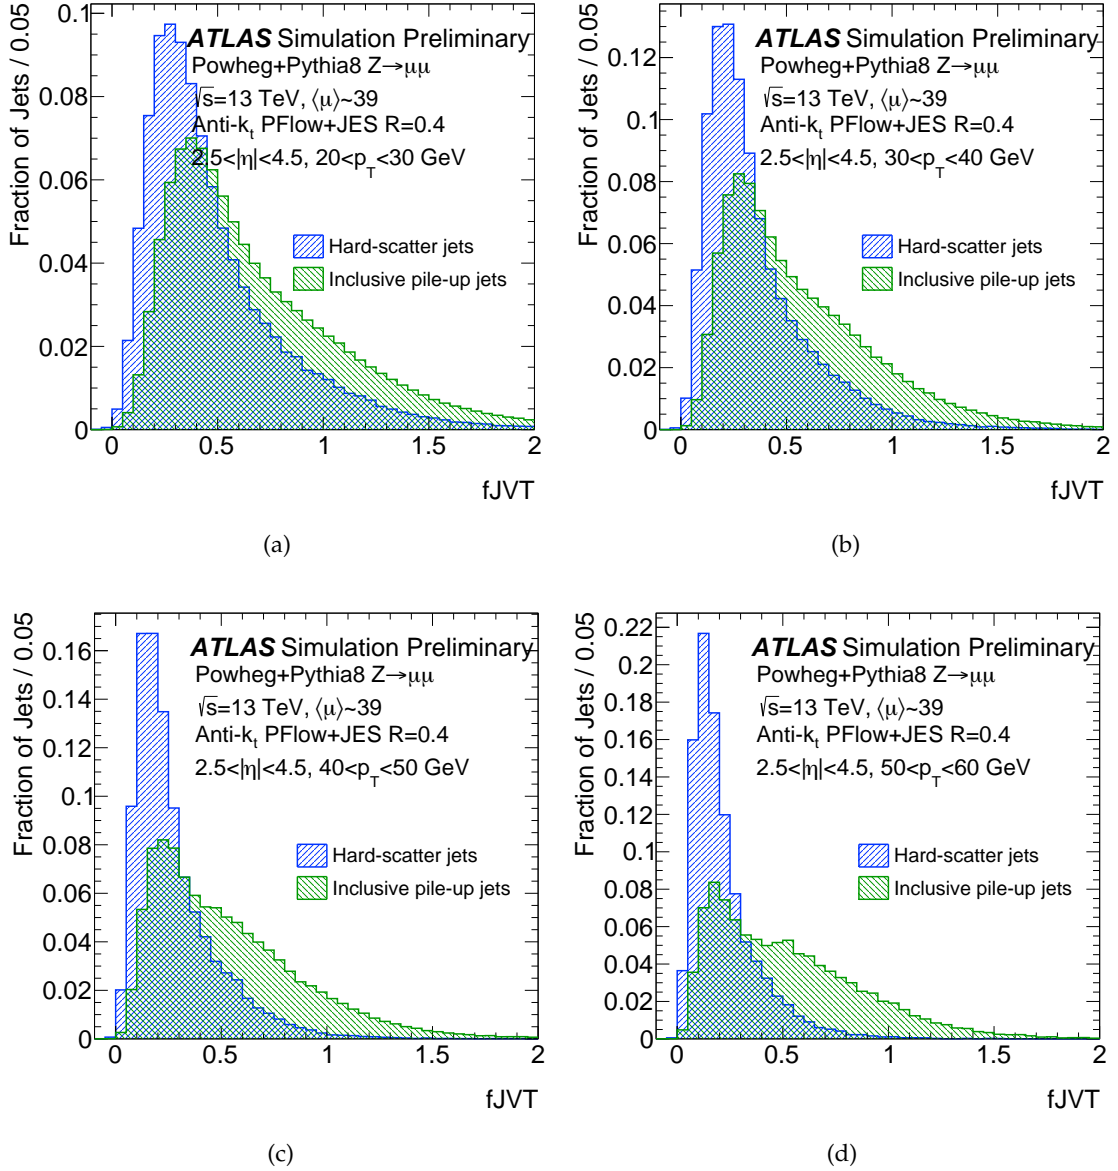 Fraction of Jets / 0.05
0.1
0.08
0.06
0.04
0.02
0
ATLAS Simulation Preliminary
Powheg+Pythia8 Z→μμ
√s=13 TeV, ⟨μ⟩~39
Anti-kt PFlow+JES R=0.4
2.5<|η|<4.5, 20<pT<30 GeV
Hard-scatter jets
Inclusive pile-up jets
0 0.5 1 1.5 2
fJVT
(a)
Fraction of Jets / 0.05
0.12
0.1
0.08
0.06
0.04
0.02
0
ATLAS Simulation Preliminary
Powheg+Pythia8 Z→μμ
√s=13 TeV, ⟨μ⟩~39
Anti-kt PFlow+JES R=0.4
2.5<|η|<4.5, 30<pT<40 GeV
Hard-scatter jets
Inclusive pile-up jets
0 0.5 1 1.5 2
fJVT
(b)
Fraction of Jets / 0.05
0.16
0.14
0.12
0.1
0.08
0.06
0.04
0.02
0
ATLAS Simulation Preliminary
Powheg+Pythia8 Z→μμ
√s=13 TeV, ⟨μ⟩~39
Anti-kt PFlow+JES R=0.4
2.5<|η|<4.5, 40<pT<50 GeV
Hard-scatter jets
Inclusive pile-up jets
0 0.5 1 1.5 2
fJVT
(c)
Fraction of Jets / 0.05
0.22
0.2
0.18
0.16
0.14
0.12
0.1
0.08
0.06
0.04
0.02
0
ATLAS Simulation Preliminary
Powheg+Pythia8 Z→μμ
√s=13 TeV, ⟨μ⟩~39
Anti-kt PFlow+JES R=0.4
2.5<|η|<4.5, 50<pT<60 GeV
Hard-scatter jets
Inclusive pile-up jets
0 0.5 1 1.5 2
fJVT
(d)